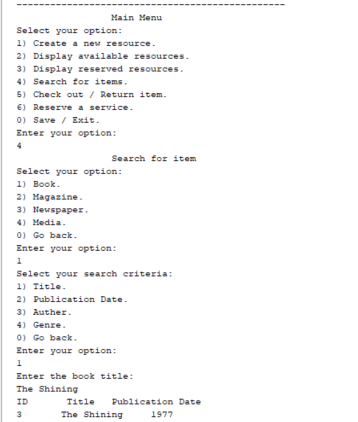 --------------------------------------------------
Main Menu
Select your option:
1) Create a new resource.
2) Display available resources.
3) Display reserved resources.
4) Search for items.
5) Check out / Return item.
6) Reserve a service.
0) Save / Exit.
Enter your option:
4
Search for item
Select your option:
1) Book.
2) Magazine.
3) Newspaper.
4) Media.
0) Go back.
Enter your option:
1
Select your search criteria:
1) Title.
2) Publication Date.
3) Auther.
4) Genre.
0) Go back.
Enter your option:
1
Enter the book title:
The Shining
ID Title Publication Date
3 The Shining 1977